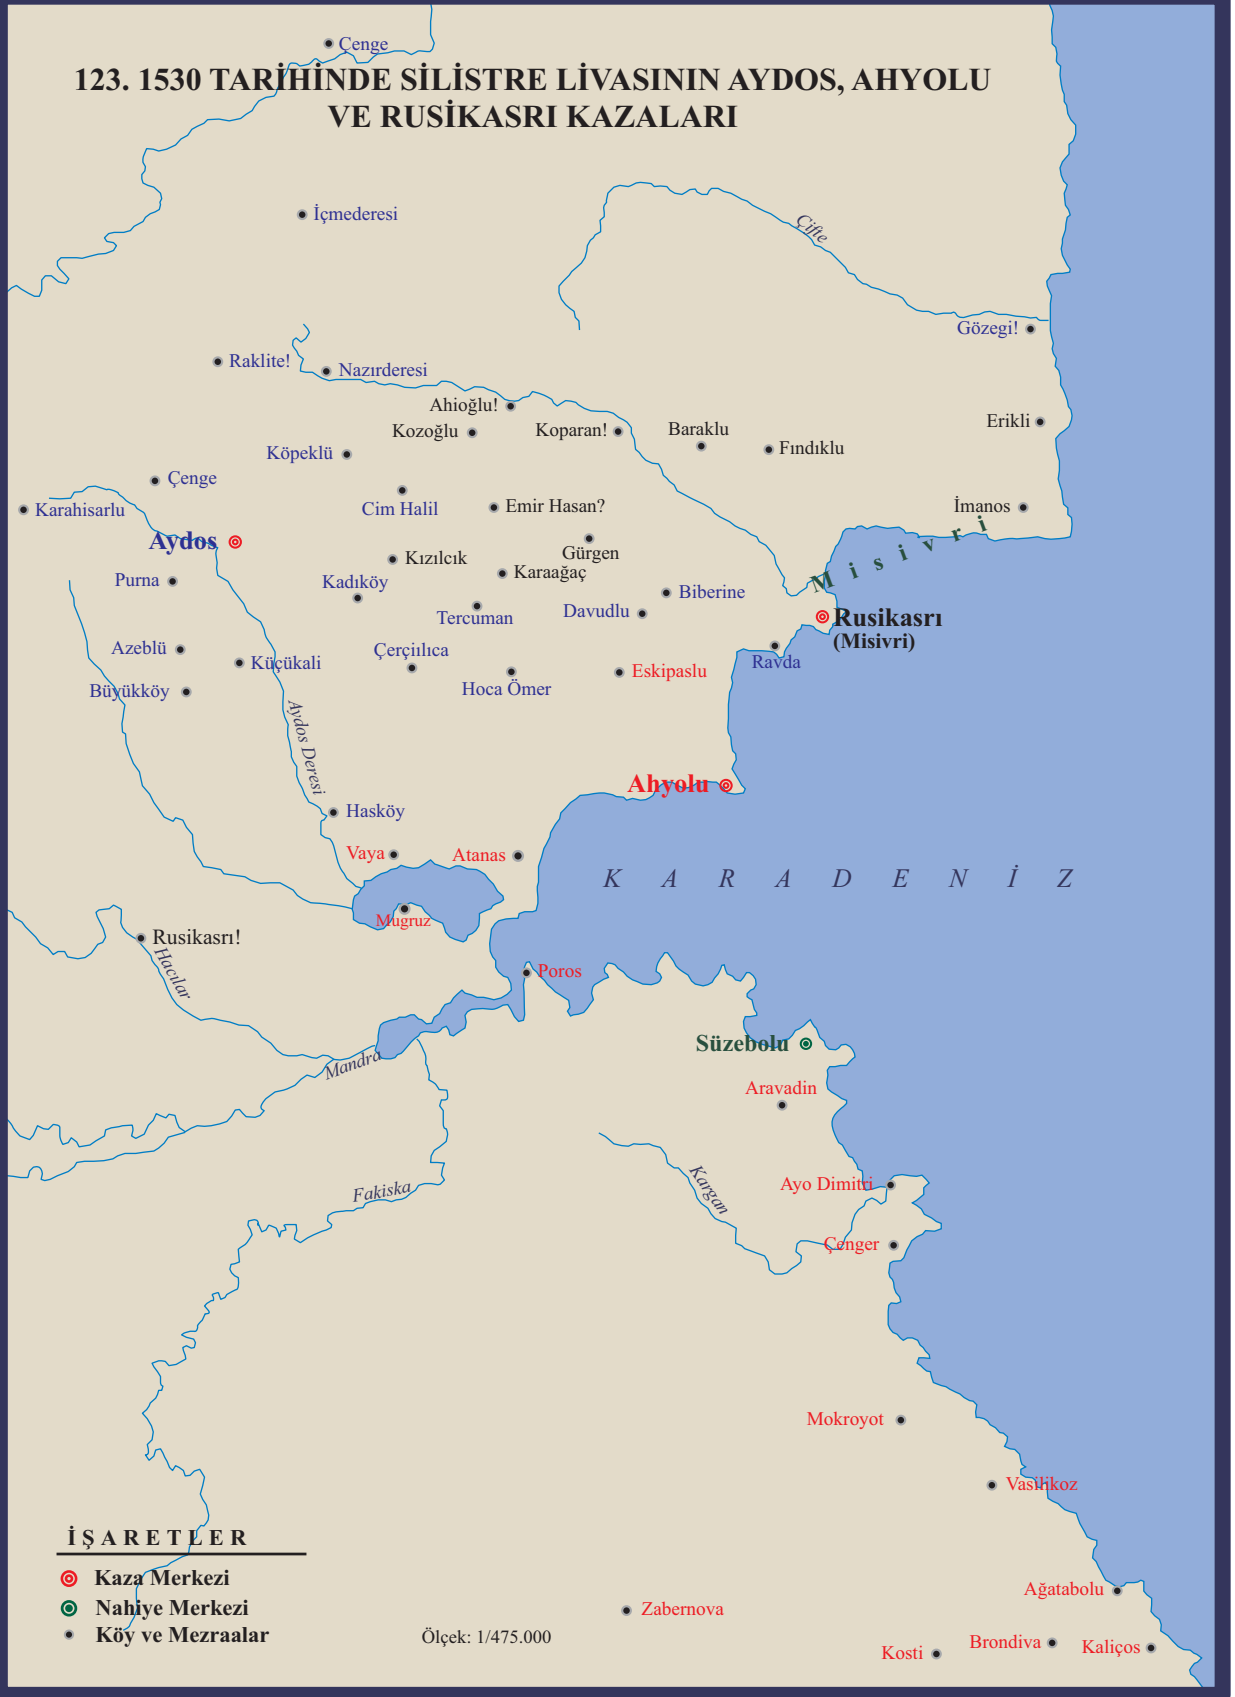 Çenge
123. 1530 TARİHİNDE SİLİSTRE LİVASININ AYDOS, AHYOLU
VE RUSİKASRI KAZALARI
İçmederesi
Çifte
Gözegi!
Raklite!
Nazırderesi
Ahioğlu!
Kozoğlu
Koparan!
Baraklu
Fındıklu
Erikli
Köpeklü
Çenge
Karahisarlu
Cim Halil
Emir Hasan?
İmanos
Misivri
Aydos
Gürgen
Kızılcık
Karaağaç
Purna
Kadıköy
Biberine
Davudlu
Tercuman
Rusikasrı
(Misivri)
Azeblü
Küçükali
Çerçiılıca
Ravda
Eskipaslu
Büyükköy
Hoca Ömer
Aydos Deresi
Ahyolu
Hasköy
Vaya
Atanas
KARADENİZ
Mugruz
Rusikasrı!
Hacılar
Poros
Süzebolu
Mandra
Aravadin
Kargan
Ayo Dimitri
Fakiska
Çenger
Mokroyot
Vasilikoz
İŞARETLER
Kaza Merkezi
Nahiye Merkezi
Köy ve Mezraalar
Ölçek: 1/475.000
Zabernova
Ağatabolu
Kosti
Brondiva
Kaliços